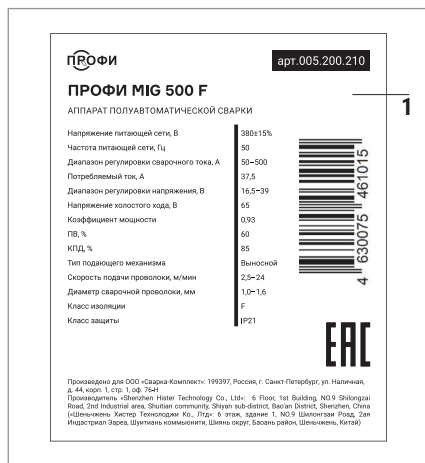 ПРОФИ
арт.005.200.210
ПРОФИ MIG 500 F
1
АППАРАТ ПОЛУАВТОМАТИЧЕСКОЙ СВАРКИ
Напряжение питающей сети, В 380±15%
Частота питающей сети, Гц 50
Диапазон регулировки сварочного тока, А 50–500
Потребляемый ток, А 37,5
Диапазон регулировки напряжения, В 16,5–39
Напряжение холостого хода, В 65
Коэффициент мощности 0,93
ПВ, % 60
КПД, % 85
Тип подающего механизма Выносной
Скорость подачи проволоки, м/мин 2,5–24
Диаметр сварочной проволоки, мм 1,0–1,6
Класс изоляции F
Класс защиты IP21
4 630075 461015
EAC
Произведено для ООО «Сварка-Комплект»: 199397, Россия, г. Санкт-Петербург, ул. Наличная,
д. 44, корп. 1, стр. 1, оф. 76-Н
Производитель «Shenzhen Hister Technology Co., Ltd»: 6 Floor, 1st Building, NO.9 Shilongzai
Road, 2nd Industrial area, Shuitian community, Shiyan sub-district, Bao'an District, Shenzhen, China
(«Шеньчжень Хистер Технолоджи Ко., Лтд»: 6 этаж, здание 1, NO.9 Шилонгзаи Роад, 2ая
Индастриал Эареа, Шуитиань коммьюнити, Шиянь округ, Баоань район, Шеньчжень, Китай)